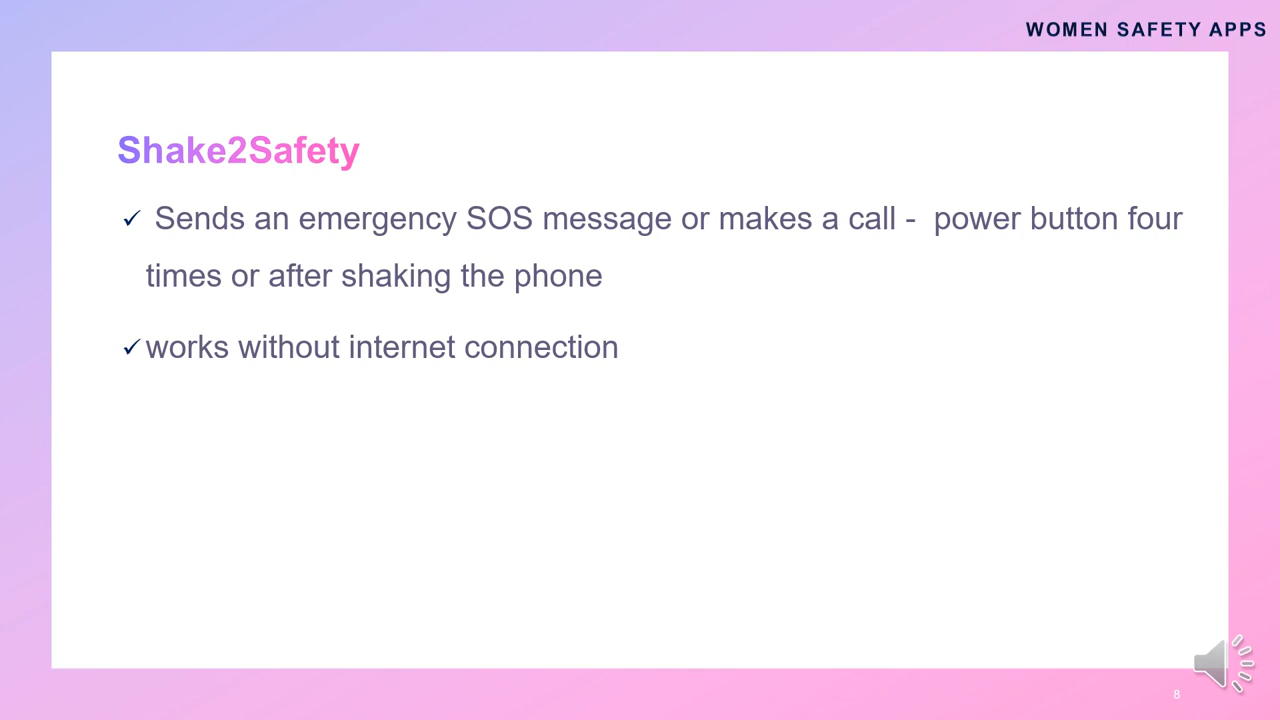 WOMEN SAFETY APPS
Shake2Safety
✓ Sends an emergency SOS message or makes a call -  power button four
times or after shaking the phone
✓ works without internet connection
8